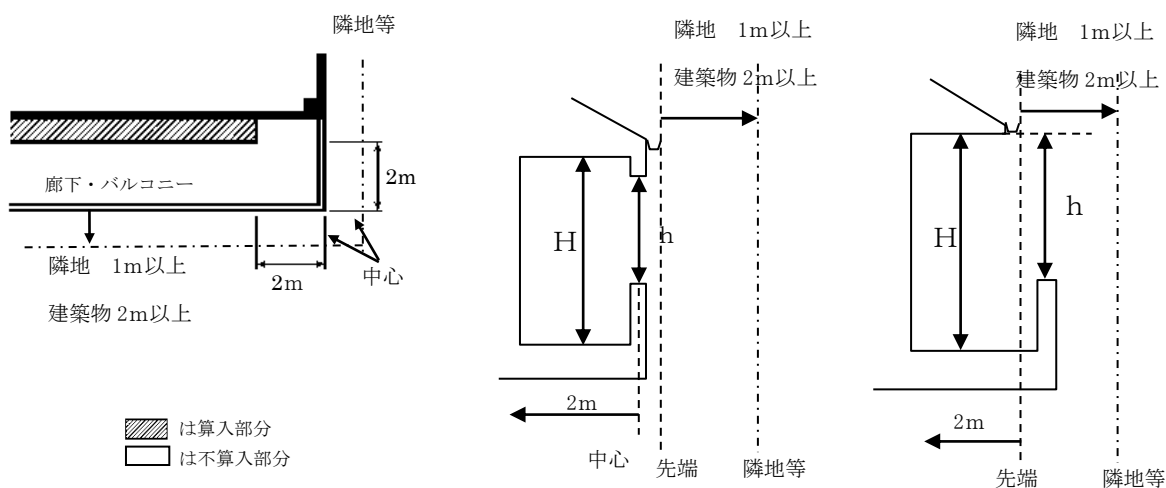 隣地等
2m
廊下・バルコニー
隣地　1m以上
建築物 2m以上
2m
中心
は算入部分
は不算入部分
隣地　1m以上
建築物 2m以上
H
h
2m
中心
先端
隣地等
隣地　1m以上
建築物 2m以上
H
h
2m
先端
隣地等